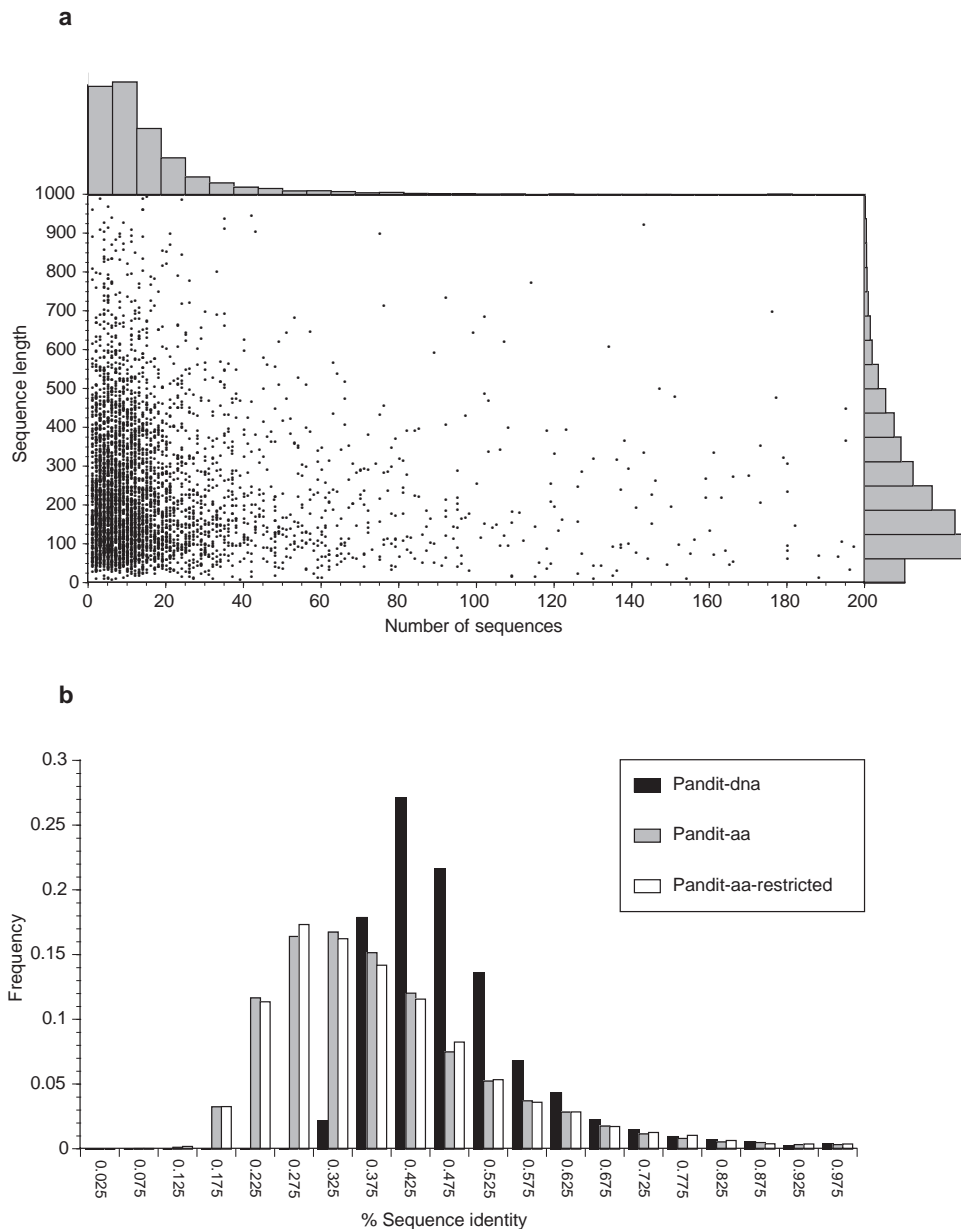 a
1000
900
800
700
600
500
400
300
200
100
0
Sequence length
0 20 40 60 80 100 120 140 160 180 200
Number of sequences
b
0.3
0.25
0.2
0.15
0.1
0.05
0
Frequency
Pandit-dna
Pandit-aa
Pandit-aa-restricted
0.025 0.075 0.125 0.175 0.225 0.275 0.325 0.375 0.425 0.475 0.525 0.575 0.625 0.675 0.725 0.775 0.825 0.875 0.925 0.975
% Sequence identity